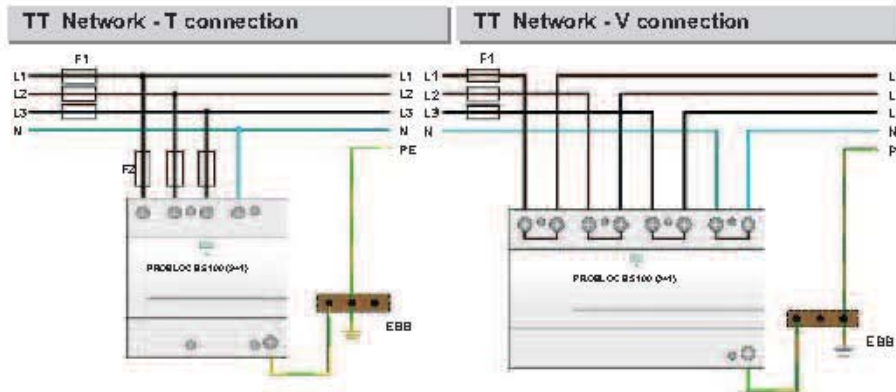 TT Network - T connection
TT Network - V connection
F1
L1
L2
L3
N
L1
L2
L3
N
PE
F2
PROBLOC BS100 (3+1)
EBB
F1
L1
L2
L3
N
L
L
L
N
P
PROBLOC BS100 (3+1)
EBB